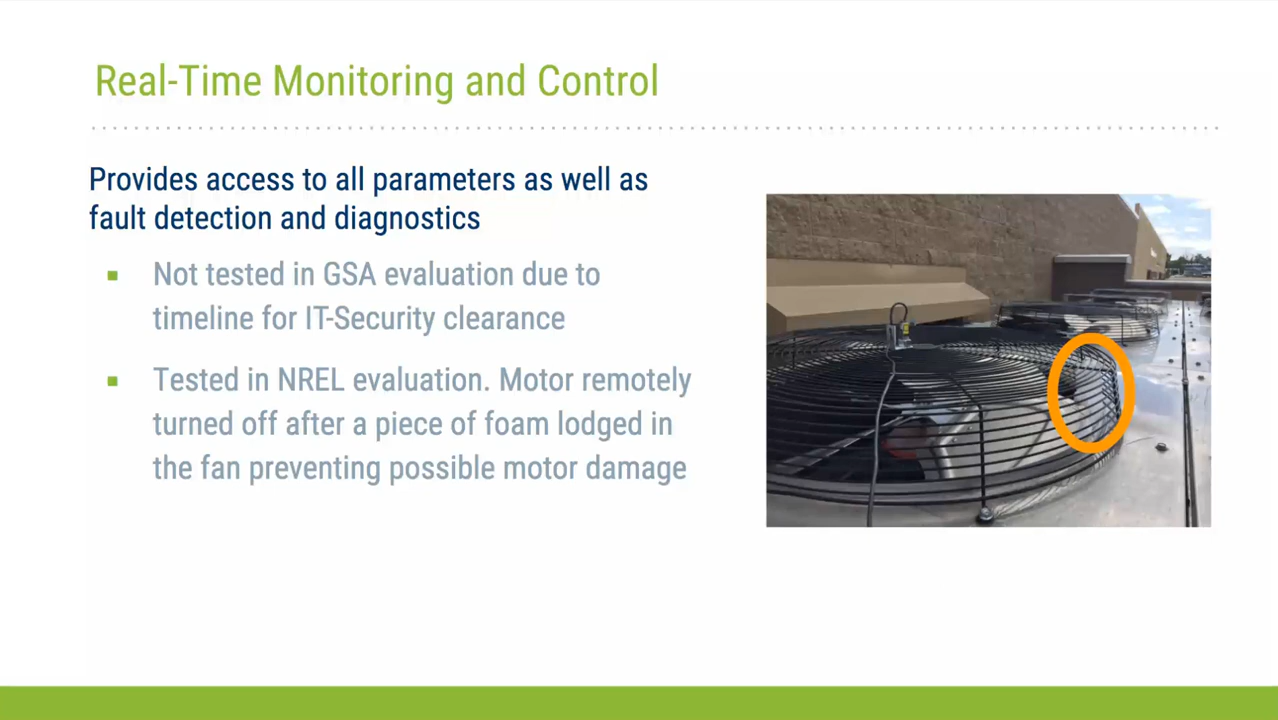 Real-Time Monitoring and Control
Provides access to all parameters as well as
fault detection and diagnostics
Not tested in GSA evaluation due to
timeline for IT-Security clearance
Tested in NREL evaluation. Motor remotely
turned off after a piece of foam lodged in
the fan preventing possible motor damage